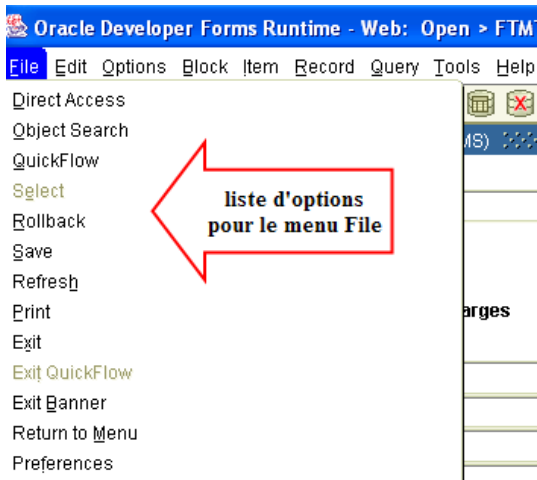 Oracle Developer Forms Runtime - Web: Open > FTM
File Edit Options Block Item Record Query Tools Help
Direct Access
Object Search
QuickFlow
Select
Rollback
Save
Refresh
Print
Exit
Exit QuickFlow
Exit Banner
Return to Menu
Preferences
liste d'options
pour le menu File
MS)
arges